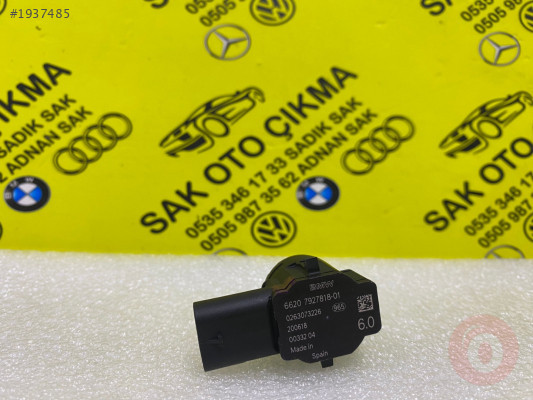 #1937485
SAK OTO ÇIKMA
0535 346 17 33 SADIK SAK
0505 987 35 62 ADNAN SAK
SAK OTO ÇIKMA
0535 346 17 33 SADIK SAK
0505 987 35 62 ADNAN SAK
SAK OTO
0535 346 17
0505 987
BMW
6620 7927818-01
0263073226
965
200618
00332 04
6.0
Made in
Spain